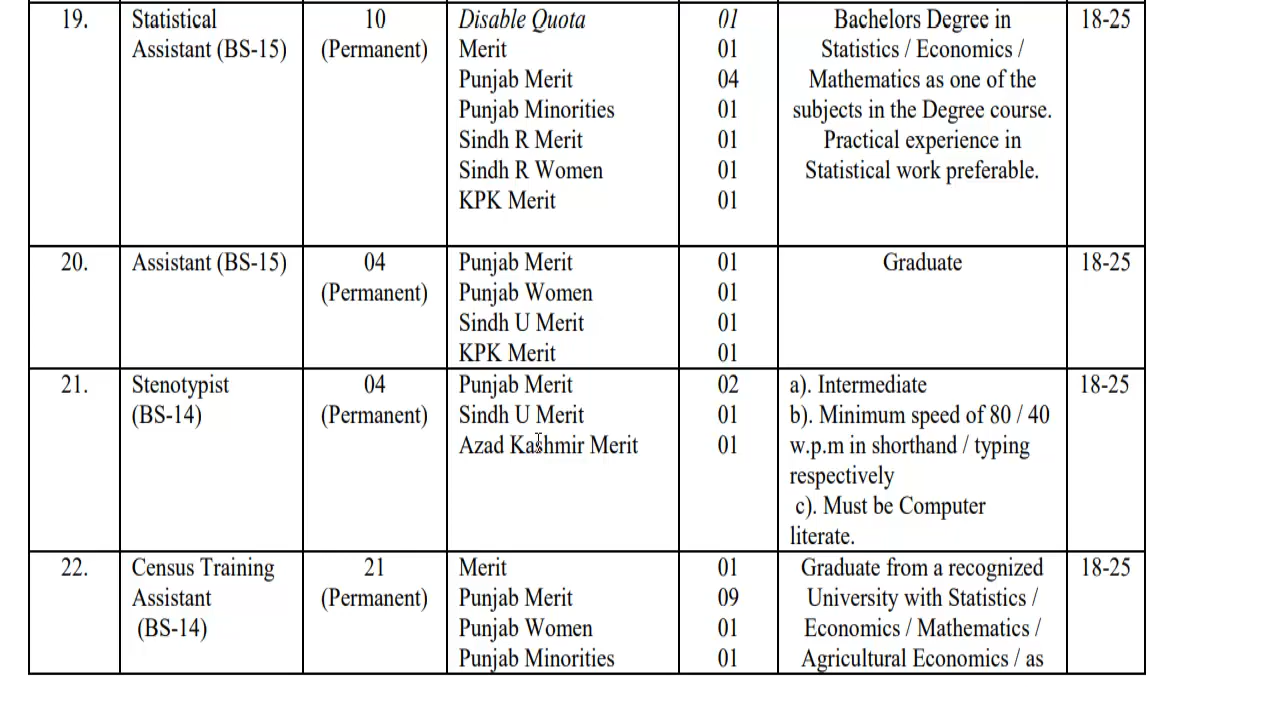 19. Statistical 10 Disable Quota 01 Bachelors Degree in 18-25
Assistant (BS-15) (Permanent) Merit 01 Statistics / Economics /
Punjab Merit 04 Mathematics as one of the
Punjab Minorities 01 subjects in the Degree course.
Sindh R Merit 01 Practical experience in
Sindh R Women 01 Statistical work preferable.
KPK Merit 01
20. Assistant (BS-15) 04 Punjab Merit 01 Graduate 18-25
(Permanent) Punjab Women 01
Sindh U Merit 01
KPK Merit 01
21. Stenotypist 04 Punjab Merit 02 a). Intermediate 18-25
(BS-14) (Permanent) Sindh U Merit 01 b). Minimum speed of 80 / 40
Azad Kashmir Merit 01 w.p.m in shorthand / typing
respectively
c). Must be Computer
literate.
22. Census Training 21 Merit 01 Graduate from a recognized 18-25
Assistant (Permanent) Punjab Merit 09 University with Statistics /
(BS-14) Punjab Women 01 Economics / Mathematics /
Punjab Minorities 01 Agricultural Economics / as